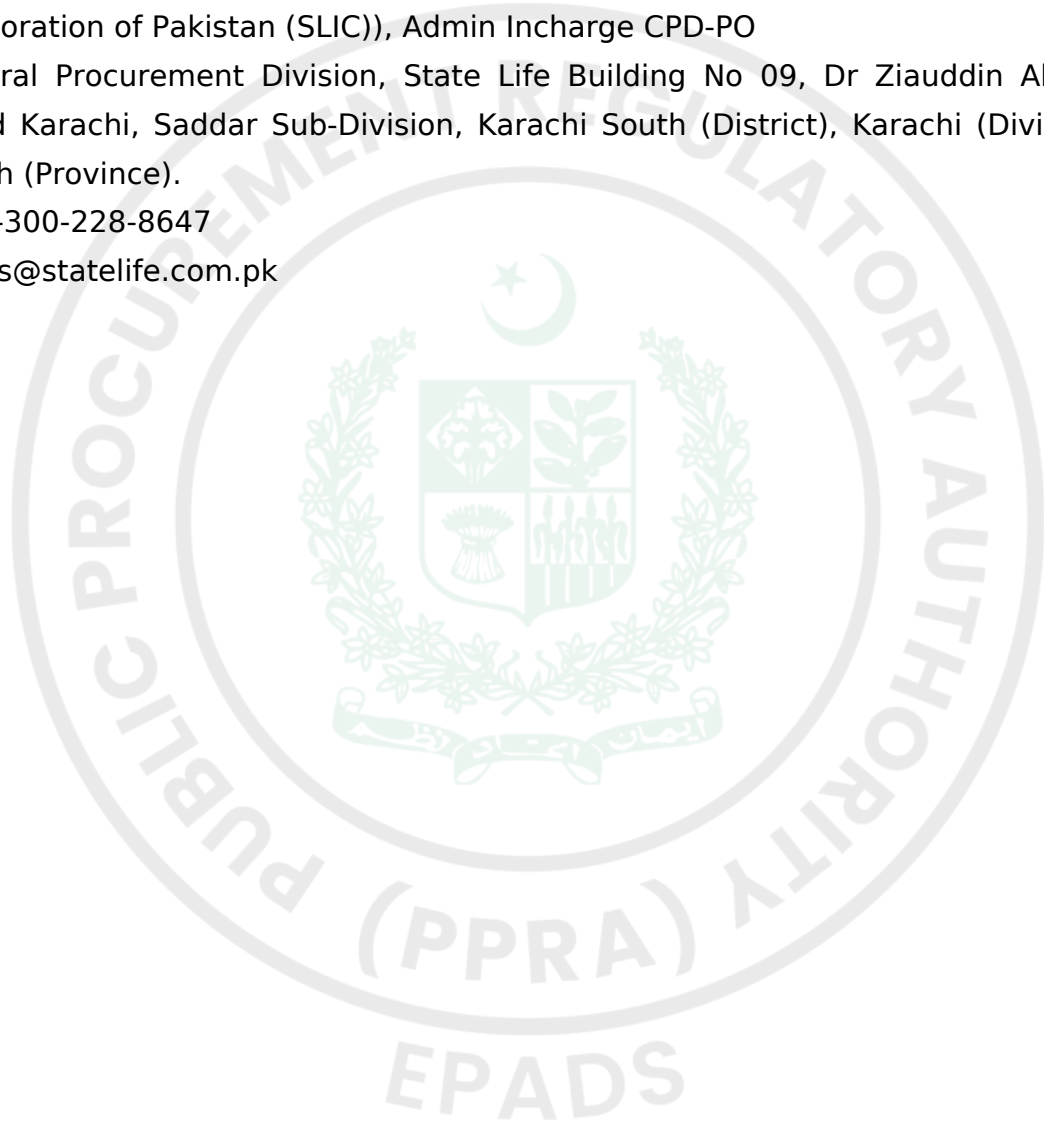 oration of Pakistan (SLIC)), Admin Incharge CPD-PO
ral Procurement Division, State Life Building No 09, Dr Ziauddin Al
d Karachi, Saddar Sub-Division, Karachi South (District), Karachi (Divi
h (Province).
-300-228-8647
s@statelife.com.pk
PUBLIC PROCUREMENT REGULATORY AUTHORITY
(PPRA)
EPADS